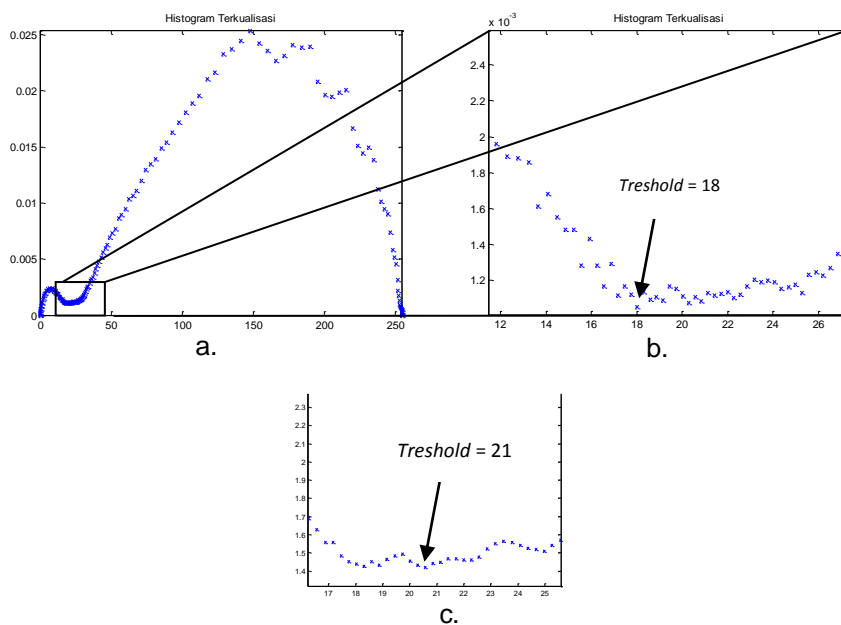 Histogram Terkualisasi
0.025
0.02
0.015
0.01
0.005
0
0 50 100 150 200 250
a.
x 10⁻³
Histogram Terkualisasi
2.4
2.2
2
1.8
1.6
1.4
1.2
Treshold = 18
12 14 16 18 20 22 24 26
b.
2.3
2.2
2.1
2
1.9
1.8
1.7
1.6
1.5
1.4
Treshold = 21
17 18 19 20 21 22 23 24 25
c.